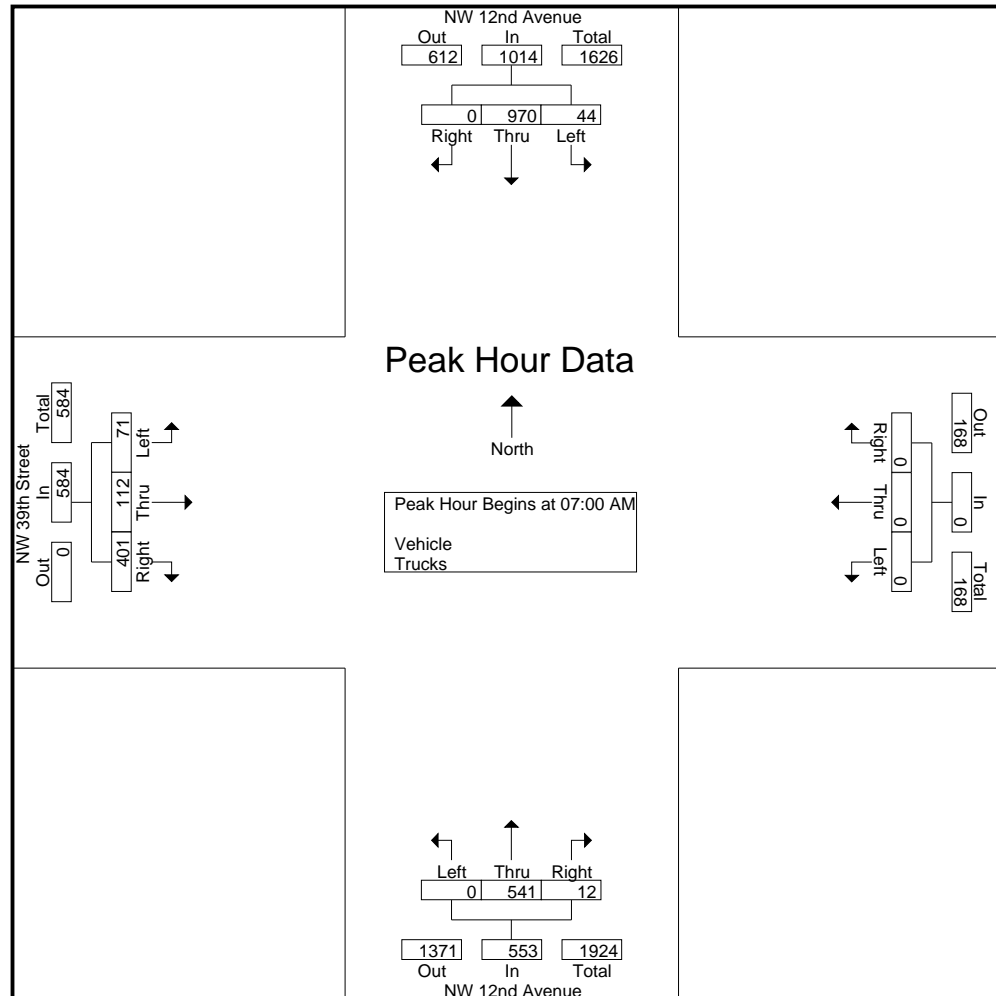 NW 12nd Avenue
Out In Total
612 1014 1626
0 970 44
Right Thru Left
Peak Hour Data
North
Peak Hour Begins at 07:00 AM
Vehicle
Trucks
NW 39th Street
Out In Total
0 584 584
401 112 71
Right Thru Left
Out In Total
168 0 168
0 0 0
Right Thru Left
Left Thru Right
0 541 12
1371 553 1924
Out In Total
NW 12nd Avenue